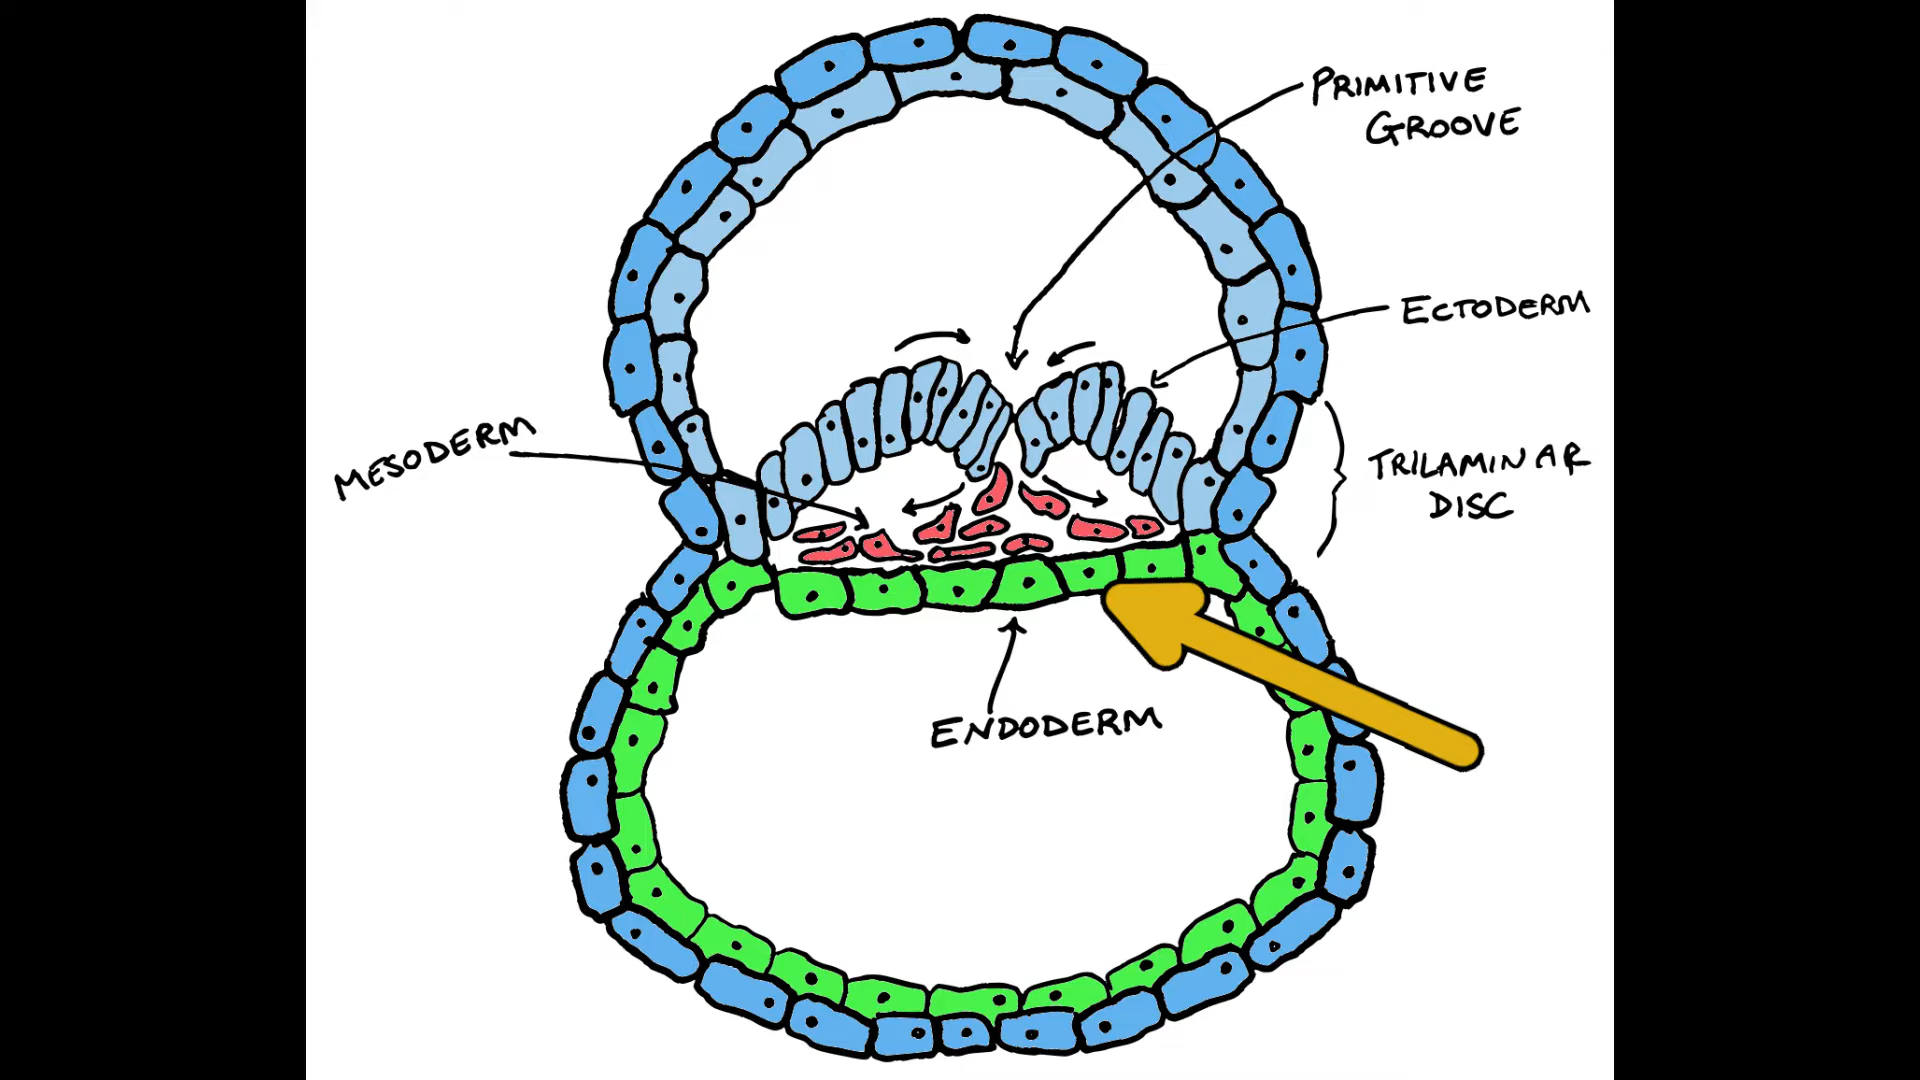 PRIMITIVE
GROOVE
ECTODERM
MESODERM
TRILAMINAR
DISC
ENDODERM